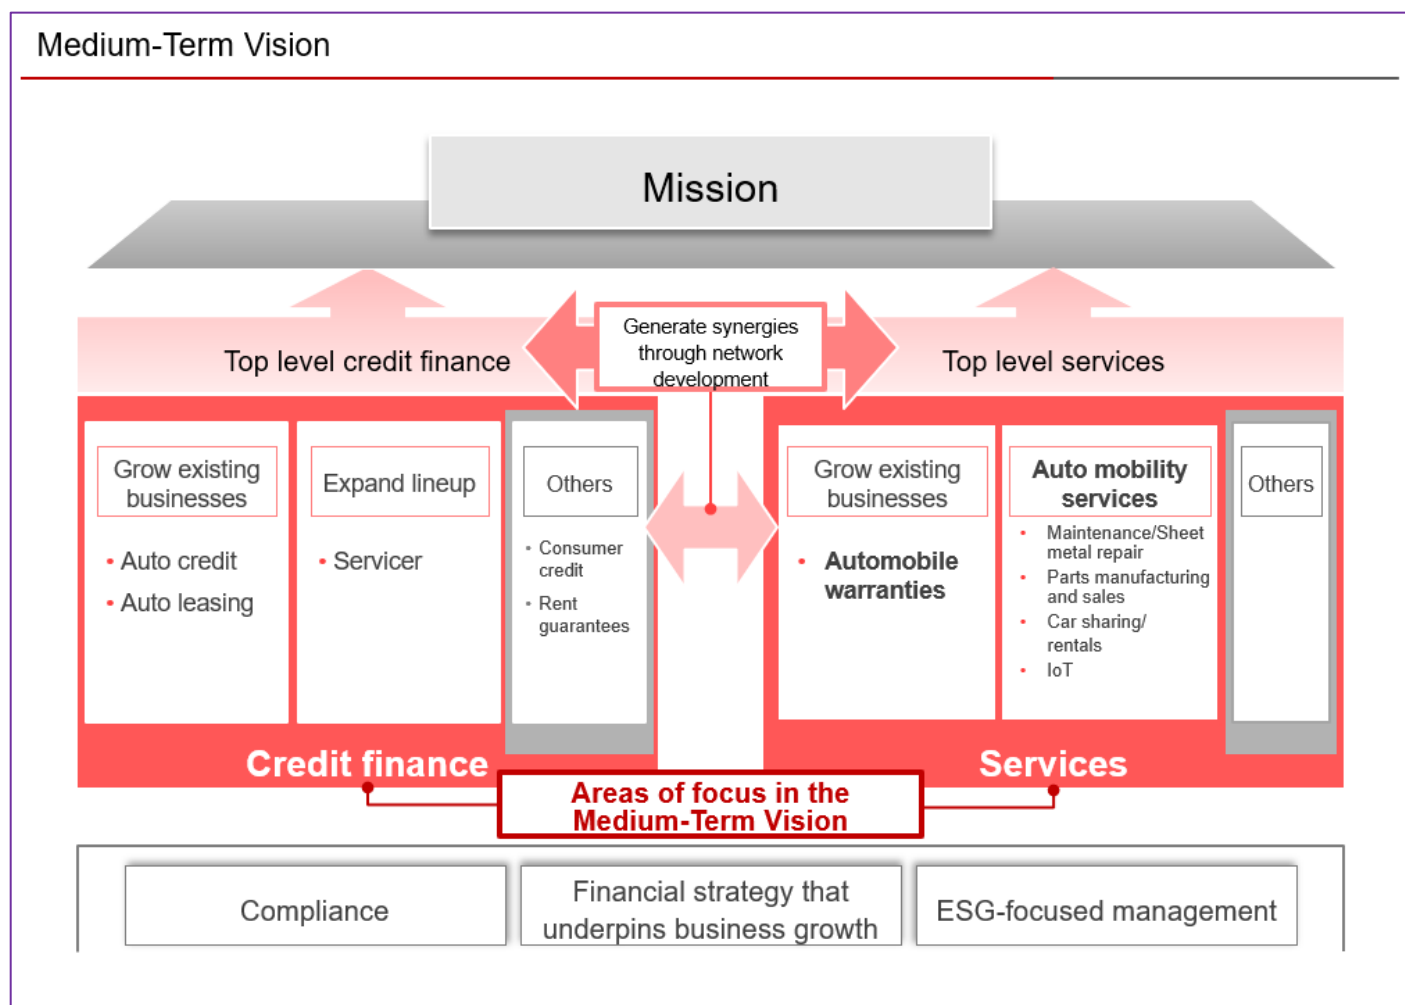 Medium-Term Vision
Mission
Generate synergies
through network
development
Top level credit finance
Top level services
Grow existing
businesses
• Auto credit
• Auto leasing
Expand lineup
• Servicer
Others
• Consumer
credit
• Rent
guarantees
Credit finance
Grow existing
businesses
• Automobile
warranties
Auto mobility
services
• Maintenance/Sheet
metal repair
• Parts manufacturing
and sales
• Car sharing/
rentals
• IoT
Others
Services
Areas of focus in the
Medium-Term Vision
Compliance
Financial strategy that
underpins business growth
ESG-focused management